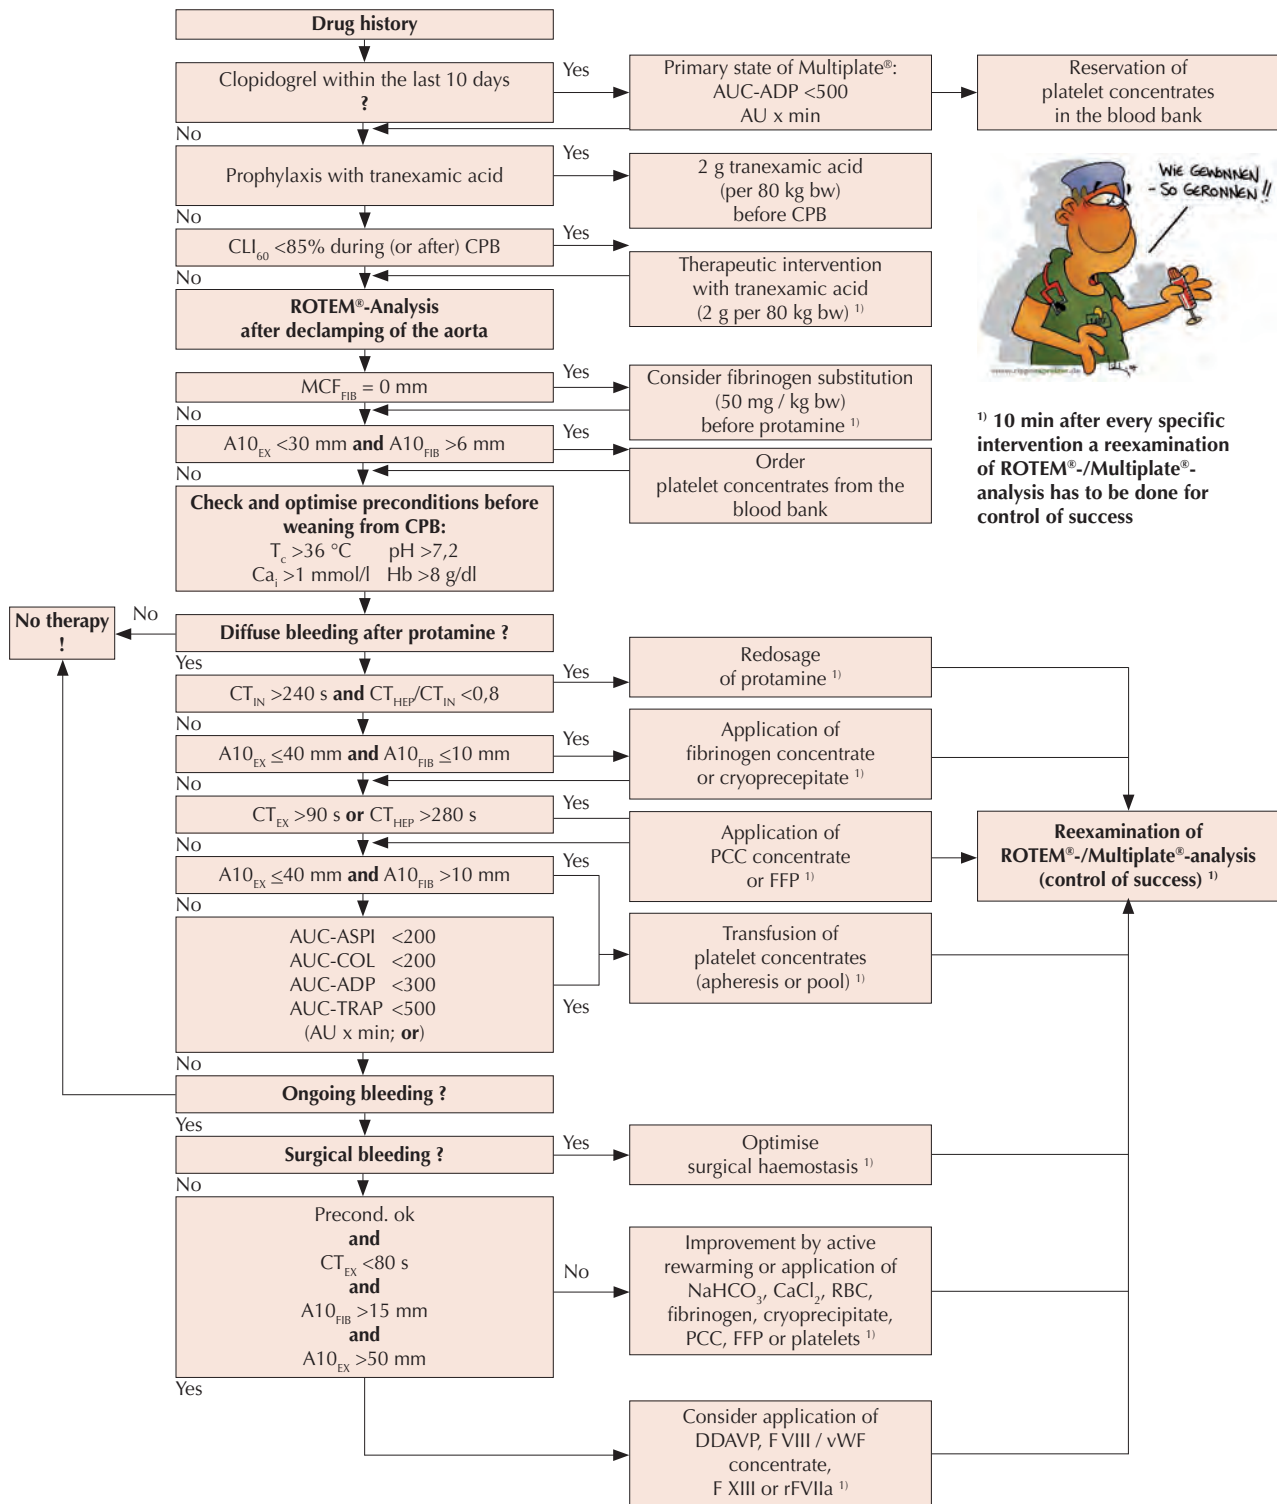 Drug history
Clopidogrel within the last 10 days
?
Yes
No
Primary state of Multiplate®:
AUC-ADP <500
AU x min
Reservation of
platelet concentrates
in the blood bank
Prophylaxis with tranexamic acid
Yes
No
2 g tranexamic acid
(per 80 kg bw)
before CPB
WIE GEWONNEN
- SO GERONNEN!!
CLI60 <85% during (or after) CPB
Yes
No
Therapeutic intervention
with tranexamic acid
(2 g per 80 kg bw) 1)
ROTEM®-Analysis
after declamping of the aorta
MCFFIB = 0 mm
Yes
No
Consider fibrinogen substitution
(50 mg / kg bw)
before protamine 1)
A10EX <30 mm and A10FIB >6 mm
Yes
No
Order
platelet concentrates from the
blood bank
1) 10 min after every specific
intervention a reexamination
of ROTEM®-/Multiplate®-
analysis has to be done for
control of success
Check and optimise preconditions before
weaning from CPB:
Tc >36 °C pH >7,2
Cai >1 mmol/l Hb >8 g/dl
No therapy
!
No
Diffuse bleeding after protamine ?
Yes
CTIN >240 s and CTHEP/CTIN <0,8
Yes
No
Redosage
of protamine 1)
A10EX ≤40 mm and A10FIB ≤10 mm
Yes
No
Application of
fibrinogen concentrate
or cryoprecepitate 1)
CTEX >90 s or CTHEP >280 s
Yes
No
Application of
PCC concentrate
or FFP 1)
Reexamination of
ROTEM®-/Multiplate®-analysis
(control of success) 1)
A10EX ≤40 mm and A10FIB >10 mm
Yes
No
AUC-ASPI <200
AUC-COL <200
AUC-ADP <300
AUC-TRAP <500
(AU x min; or)
Yes
No
Transfusion of
platelet concentrates
(apheresis or pool) 1)
Ongoing bleeding ?
Yes
Surgical bleeding ?
Yes
No
Optimise
surgical haemostasis 1)
Precond. ok
and
CTEX <80 s
and
A10FIB >15 mm
and
A10EX >50 mm
No
Yes
Improvement by active
rewarming or application of
NaHCO3, CaCl2, RBC,
fibrinogen, cryoprecipitate,
PCC, FFP or platelets 1)
Consider application of
DDAVP, F VIII / vWF
concentrate,
F XIII or rFVIIa 1)